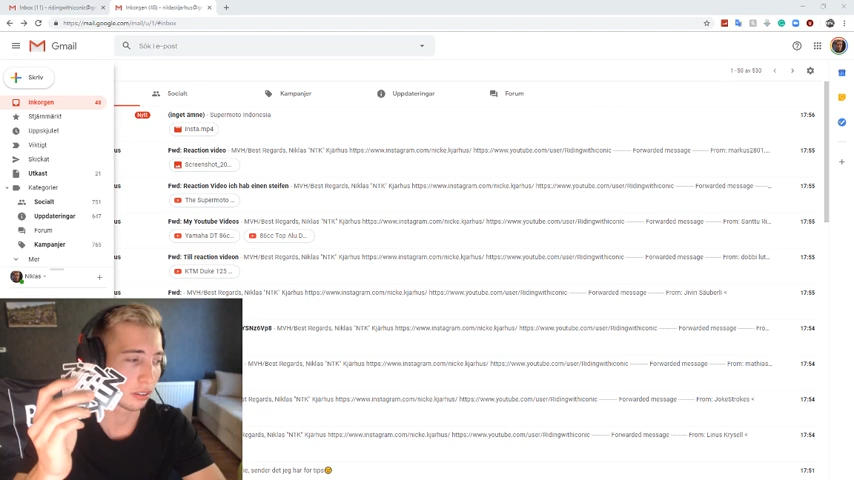 Inbox (11) - ridingwithiconic@g
Inkorgen (48) - niklaskjarhus@g
https://mail.google.com/mail/u/1/#inbox
Gmail
Sök i e-post
Skriv
1-50 av 530
Inkorgen 48
Socialt
Kampanjer
Uppdateringar
Forum
Stjärnmärkt
Nytt
(inget ämne) - Supermoto Indonesia
17:56
Uppskjutet
Insta.mp4
Viktigt
Fwd: Reaction video - MVH/Best Regards, Niklas "NTK" Kjärhus https://www.instagram.com/nicke.kjarhus/ https://www.youtube.com/user/Ridingwithiconic ---------- Forwarded message --------- From: markus2801....
17:55
Skickat
Screenshot_20...
Utkast 21
Kategorier
Fwd: Reaction Video ich hab einen steifen - MVH/Best Regards, Niklas "NTK" Kjärhus https://www.instagram.com/nicke.kjarhus/ https://www.youtube.com/user/Ridingwithiconic ---------- Forwarded message ---...
17:55
Socialt 751
The Supermoto ...
Uppdateringar 647
Fwd: My Youtube Videos - MVH/Best Regards, Niklas "NTK" Kjärhus https://www.instagram.com/nicke.kjarhus/ https://www.youtube.com/user/Ridingwithiconic ---------- Forwarded message --------- From: Santtu Ri...
17:55
Forum
Yamaha DT 86c...
86cc Top Alu D...
Kampanjer 765
Mer
Fwd: Till reaction videon - MVH/Best Regards, Niklas "NTK" Kjärhus https://www.instagram.com/nicke.kjarhus/ https://www.youtube.com/user/Ridingwithiconic ---------- Forwarded message --------- From: dobbi lut...
17:55
Niklas
KTM Duke 125 ...
Fwd: - MVH/Best Regards, Niklas "NTK" Kjärhus https://www.instagram.com/nicke.kjarhus/ https://www.youtube.com/user/Ridingwithiconic ---------- Forwarded message --------- From: Jivin Säuberli <
17:55
MVH/Best Regards, Niklas "NTK" Kjärhus https://www.instagram.com/nicke.kjarhus/ https://www.youtube.com/user/Ridingwithiconic ---------- Forwarded message --------- Fro...
17:54
MVH/Best Regards, Niklas "NTK" Kjärhus https://www.instagram.com/nicke.kjarhus/ https://www.youtube.com/user/Ridingwithiconic ---------- Forwarded message --------- From: mathias...
17:54
Best Regards, Niklas "NTK" Kjärhus https://www.instagram.com/nicke.kjarhus/ https://www.youtube.com/user/Ridingwithiconic ---------- Forwarded message --------- From: JokeStrokes <
17:54
Best Regards, Niklas "NTK" Kjärhus https://www.instagram.com/nicke.kjarhus/ https://www.youtube.com/user/Ridingwithiconic ---------- Forwarded message --------- From: Linus Krysell <
17:54
sender det jeg har for tips
17:51